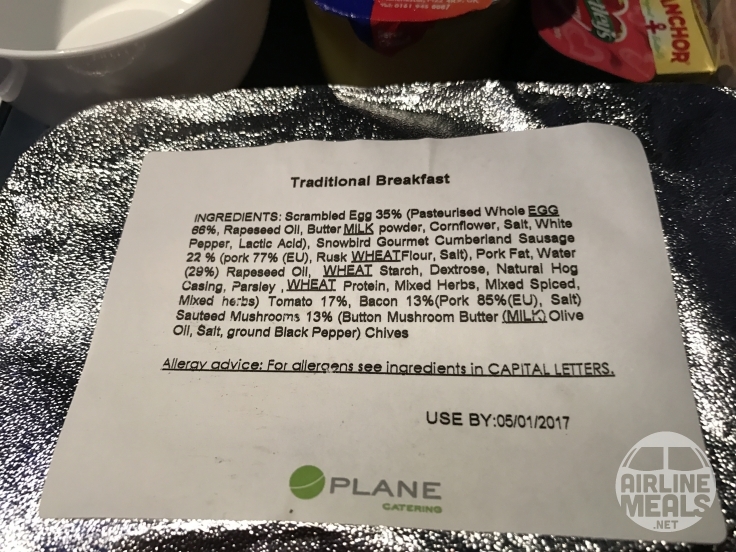 ANCHOR
Traditional Breakfast
INGREDIENTS: Scrambled Egg 35% (Pasteurised Whole EGG
66%, Rapeseed Oil, Butter MILK powder, Cornflower, Salt, White
Pepper, Lactic Acid), Snowbird Gourmet Cumberland Sausage
22 % (pork 77% (EU), Rusk WHEATFlour, Salt), Pork Fat, Water
(29%) Rapeseed Oil, WHEAT Starch, Dextrose, Natural Hog
Casing, Parsley ,WHEAT Protein, Mixed Herbs, Mixed Spiced,
Mixed herbs) Tomato 17%, Bacon 13%(Pork 85%(EU), Salt)
Sauteed Mushrooms 13% (Button Mushroom Butter (MILK) Olive
Oil, Salt, ground Black Pepper) Chives
Allergy advice: For allergens see ingredients in CAPITAL LETTERS.
USE BY:05/01/2017
PLANE
CATERING
AIRLINE
MEALS
.NET